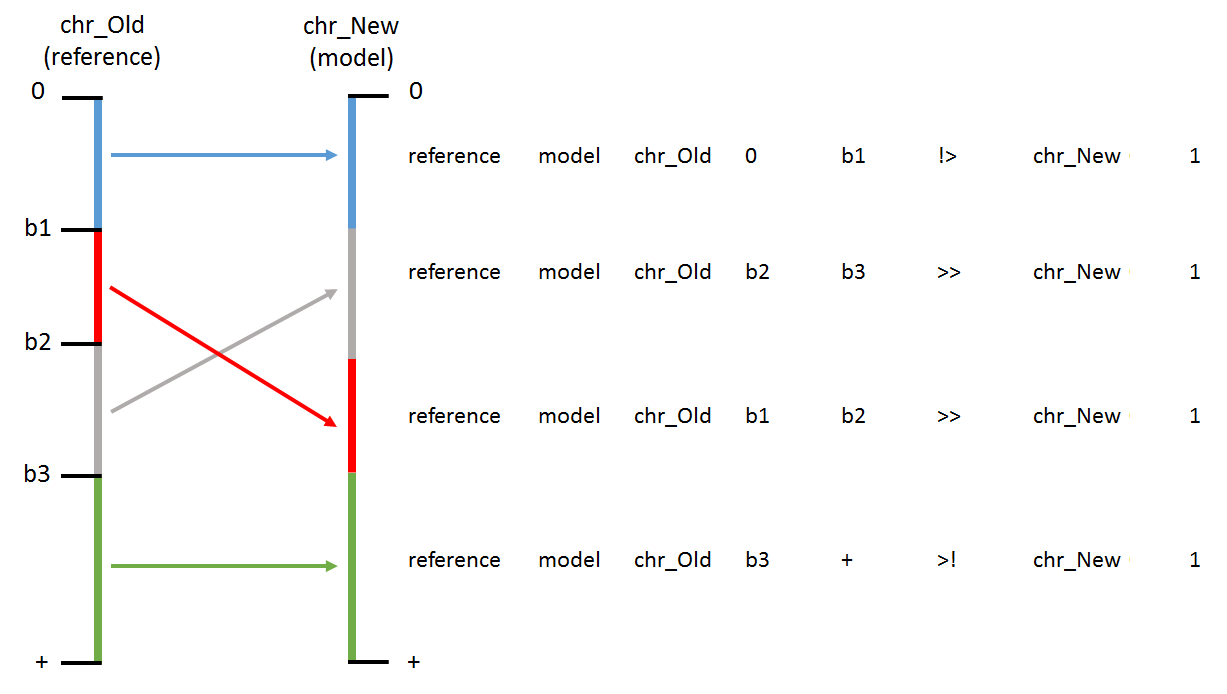 chr_Old chr_New
(reference) (model)
0 0
reference model chr_Old 0 b1 !> chr_New 1
b1
reference model chr_Old b2 b3 >> chr_New 1
b2
reference model chr_Old b1 b2 >> chr_New 1
b3
reference model chr_Old b3 + >! chr_New 1
+ +